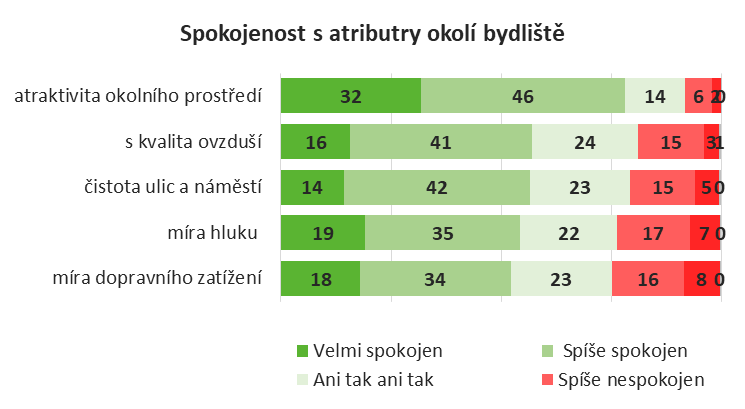 Spokojenost s atributry okolí bydliště
atraktivita okolního prostředí 32 46 14 6 2 0
s kvalita ovzduší 16 41 24 15 3 1
čistota ulic a náměstí 14 42 23 15 5 0
míra hluku 19 35 22 17 7 0
míra dopravního zatížení 18 34 23 16 8 0
Velmi spokojen Spíše spokojen
Ani tak ani tak Spíše nespokojen